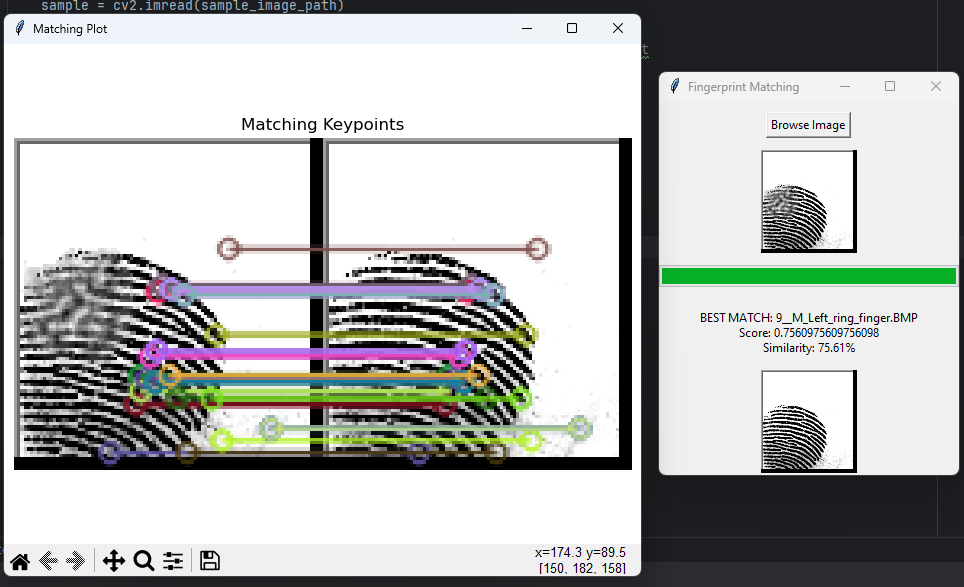 sample = cv2.imread(sample_image_path)
Matching Plot
Matching Keypoints
x=174.3 y=89.5
[150, 182, 158]
Fingerprint Matching
Browse Image
BEST MATCH: 9__M_Left_ring_finger.BMP
Score: 0.7560975609756098
Similarity: 75.61%